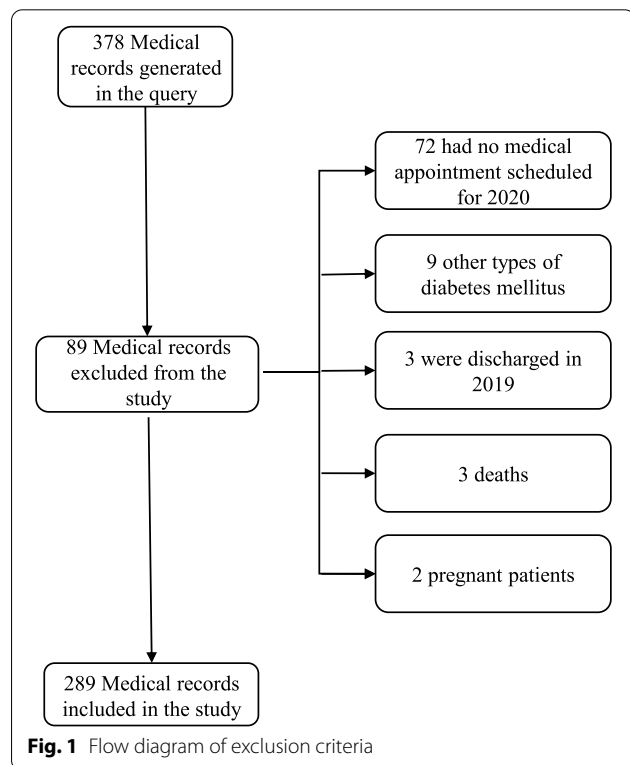 378 Medical
records generated
in the query
72 had no medical
appointment scheduled
for 2020
9 other types of
diabetes mellitus
89 Medical records
excluded from the
study
3 were discharged in
2019
3 deaths
2 pregnant patients
289 Medical records
included in the study
Fig. 1 Flow diagram of exclusion criteria